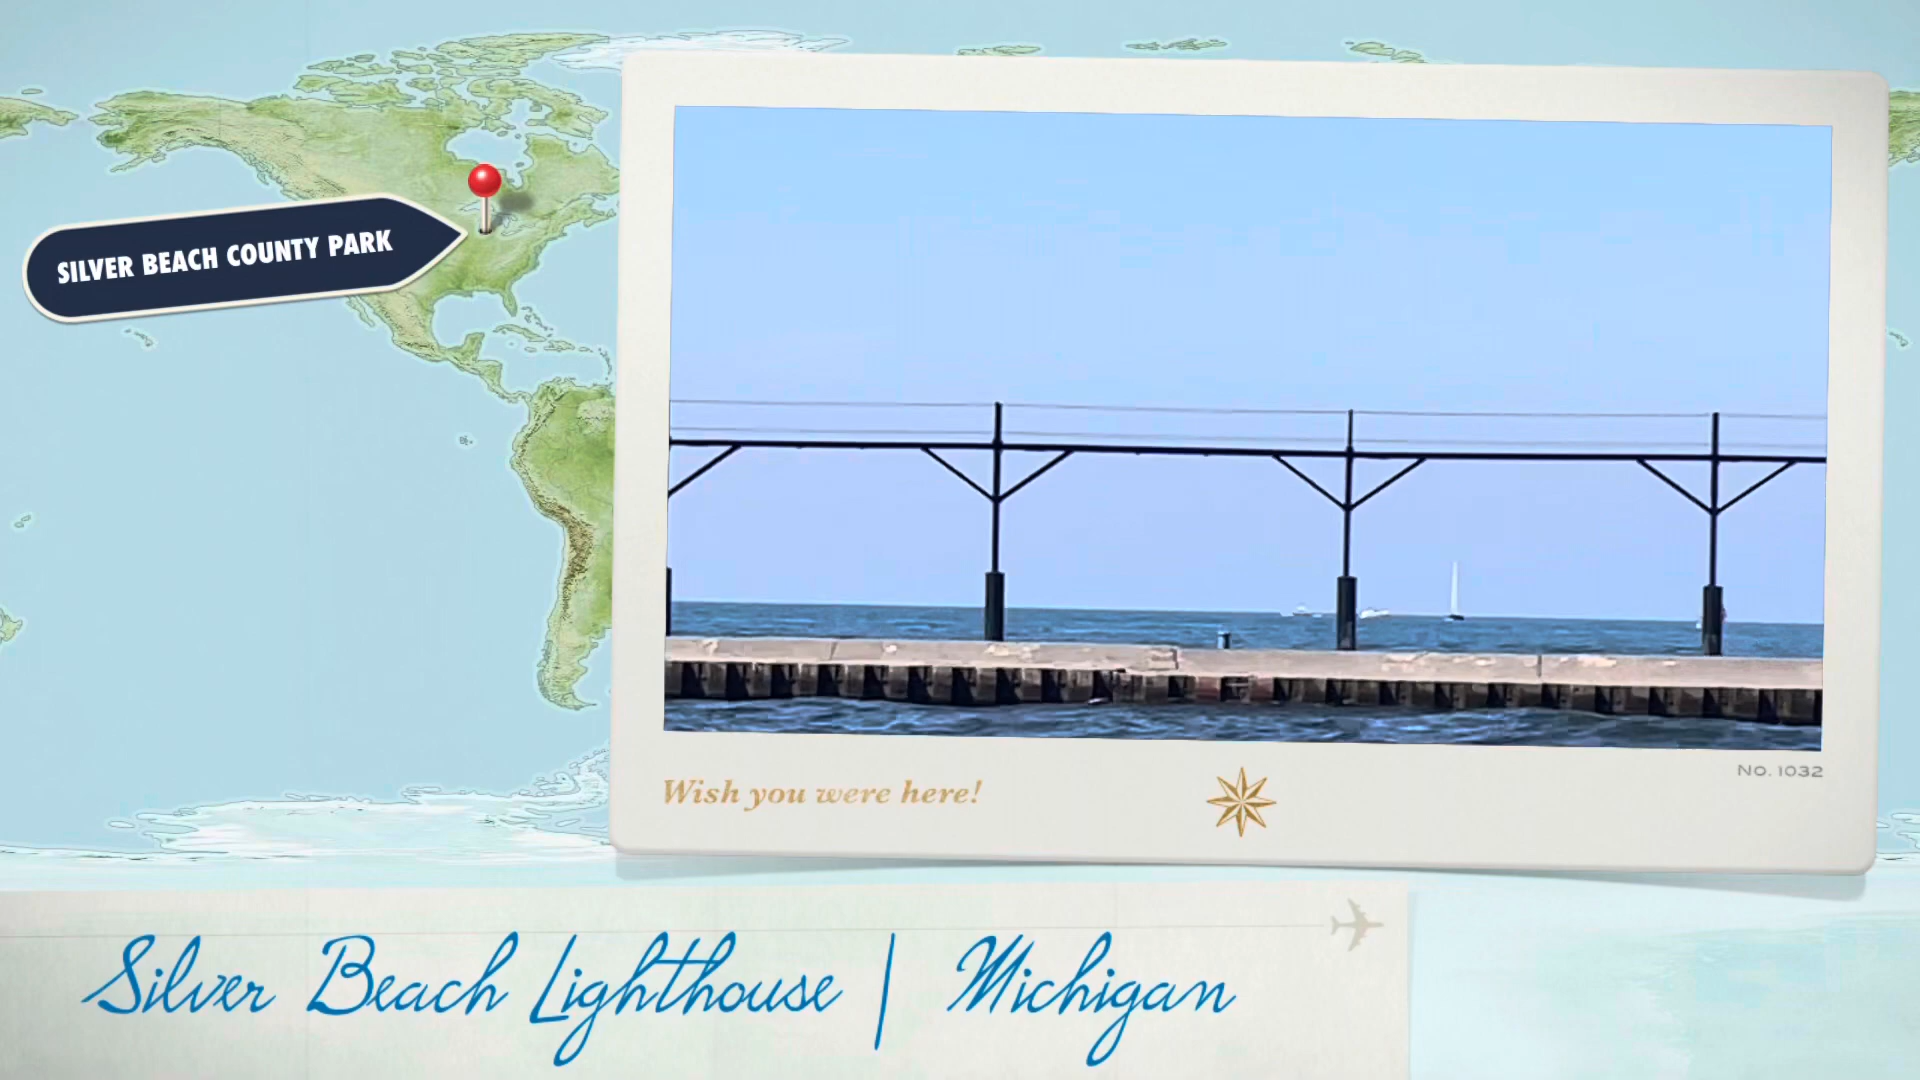 SILVER BEACH COUNTY PARK
No. 1032
Wish you were here!
Silver Beach Lighthouse | Michigan